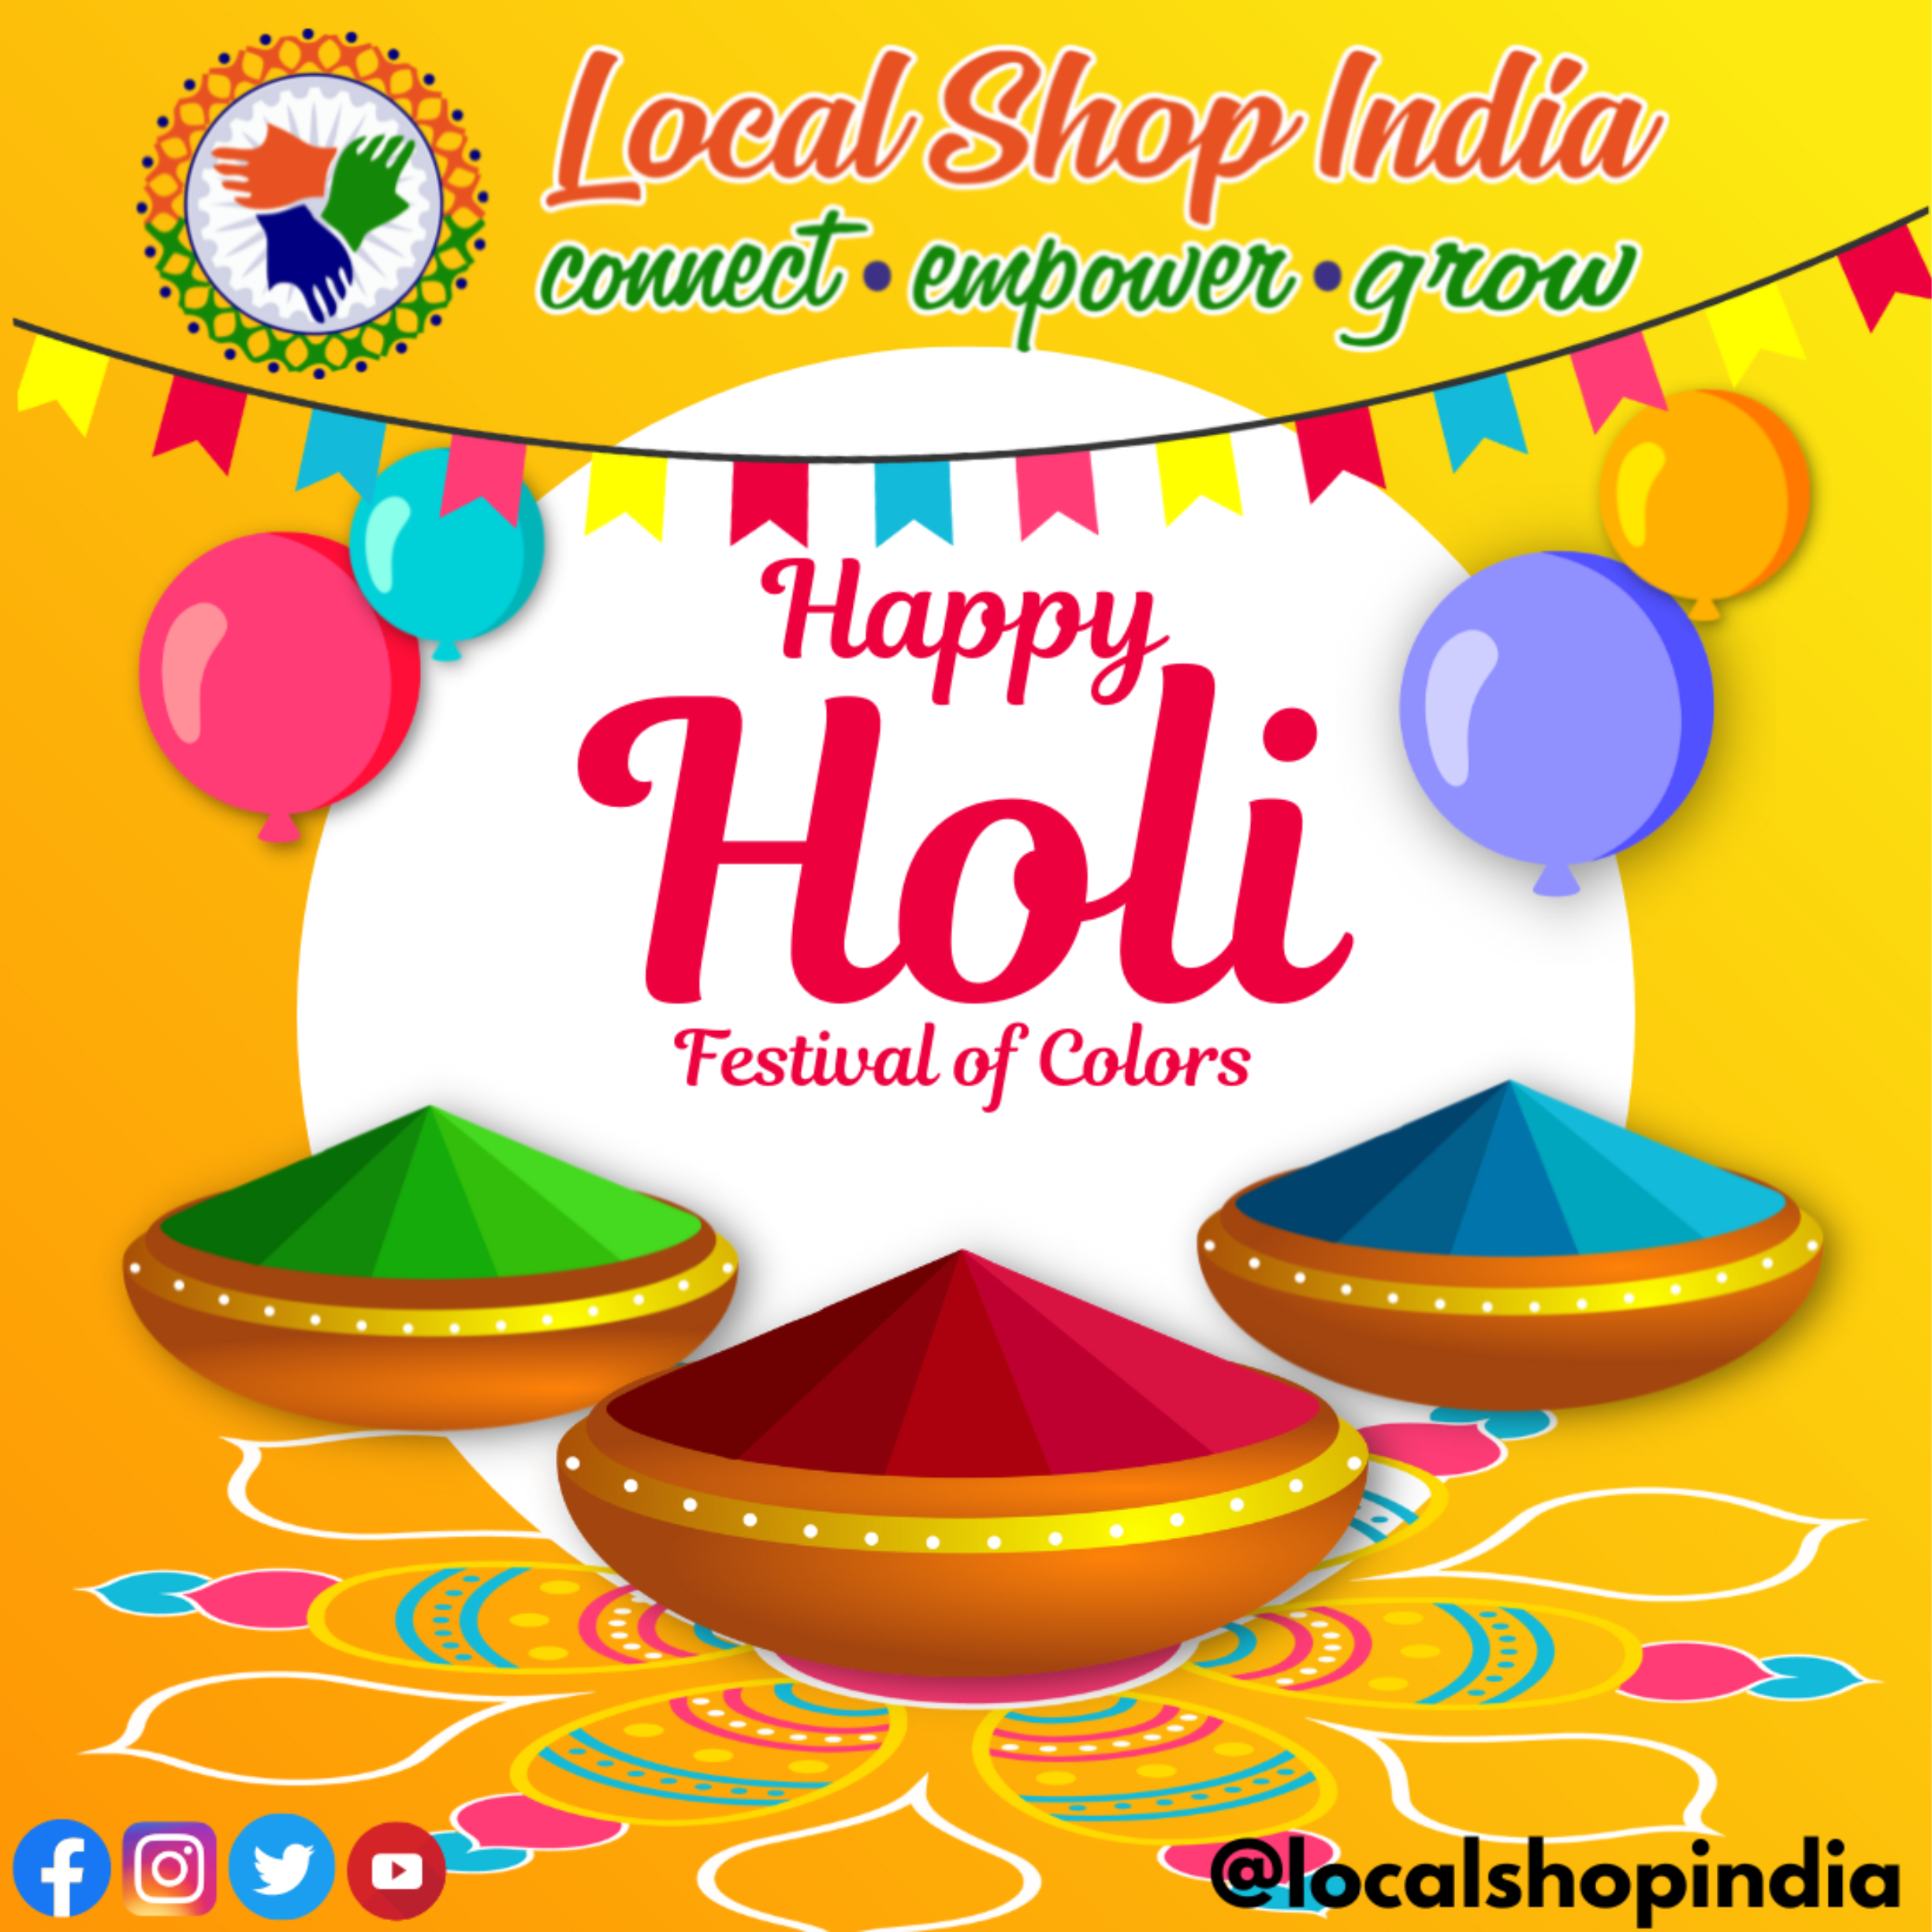 Local Shop India
connect • empower • grow
Happy
Holi
Festival of Colors
@localshopindia